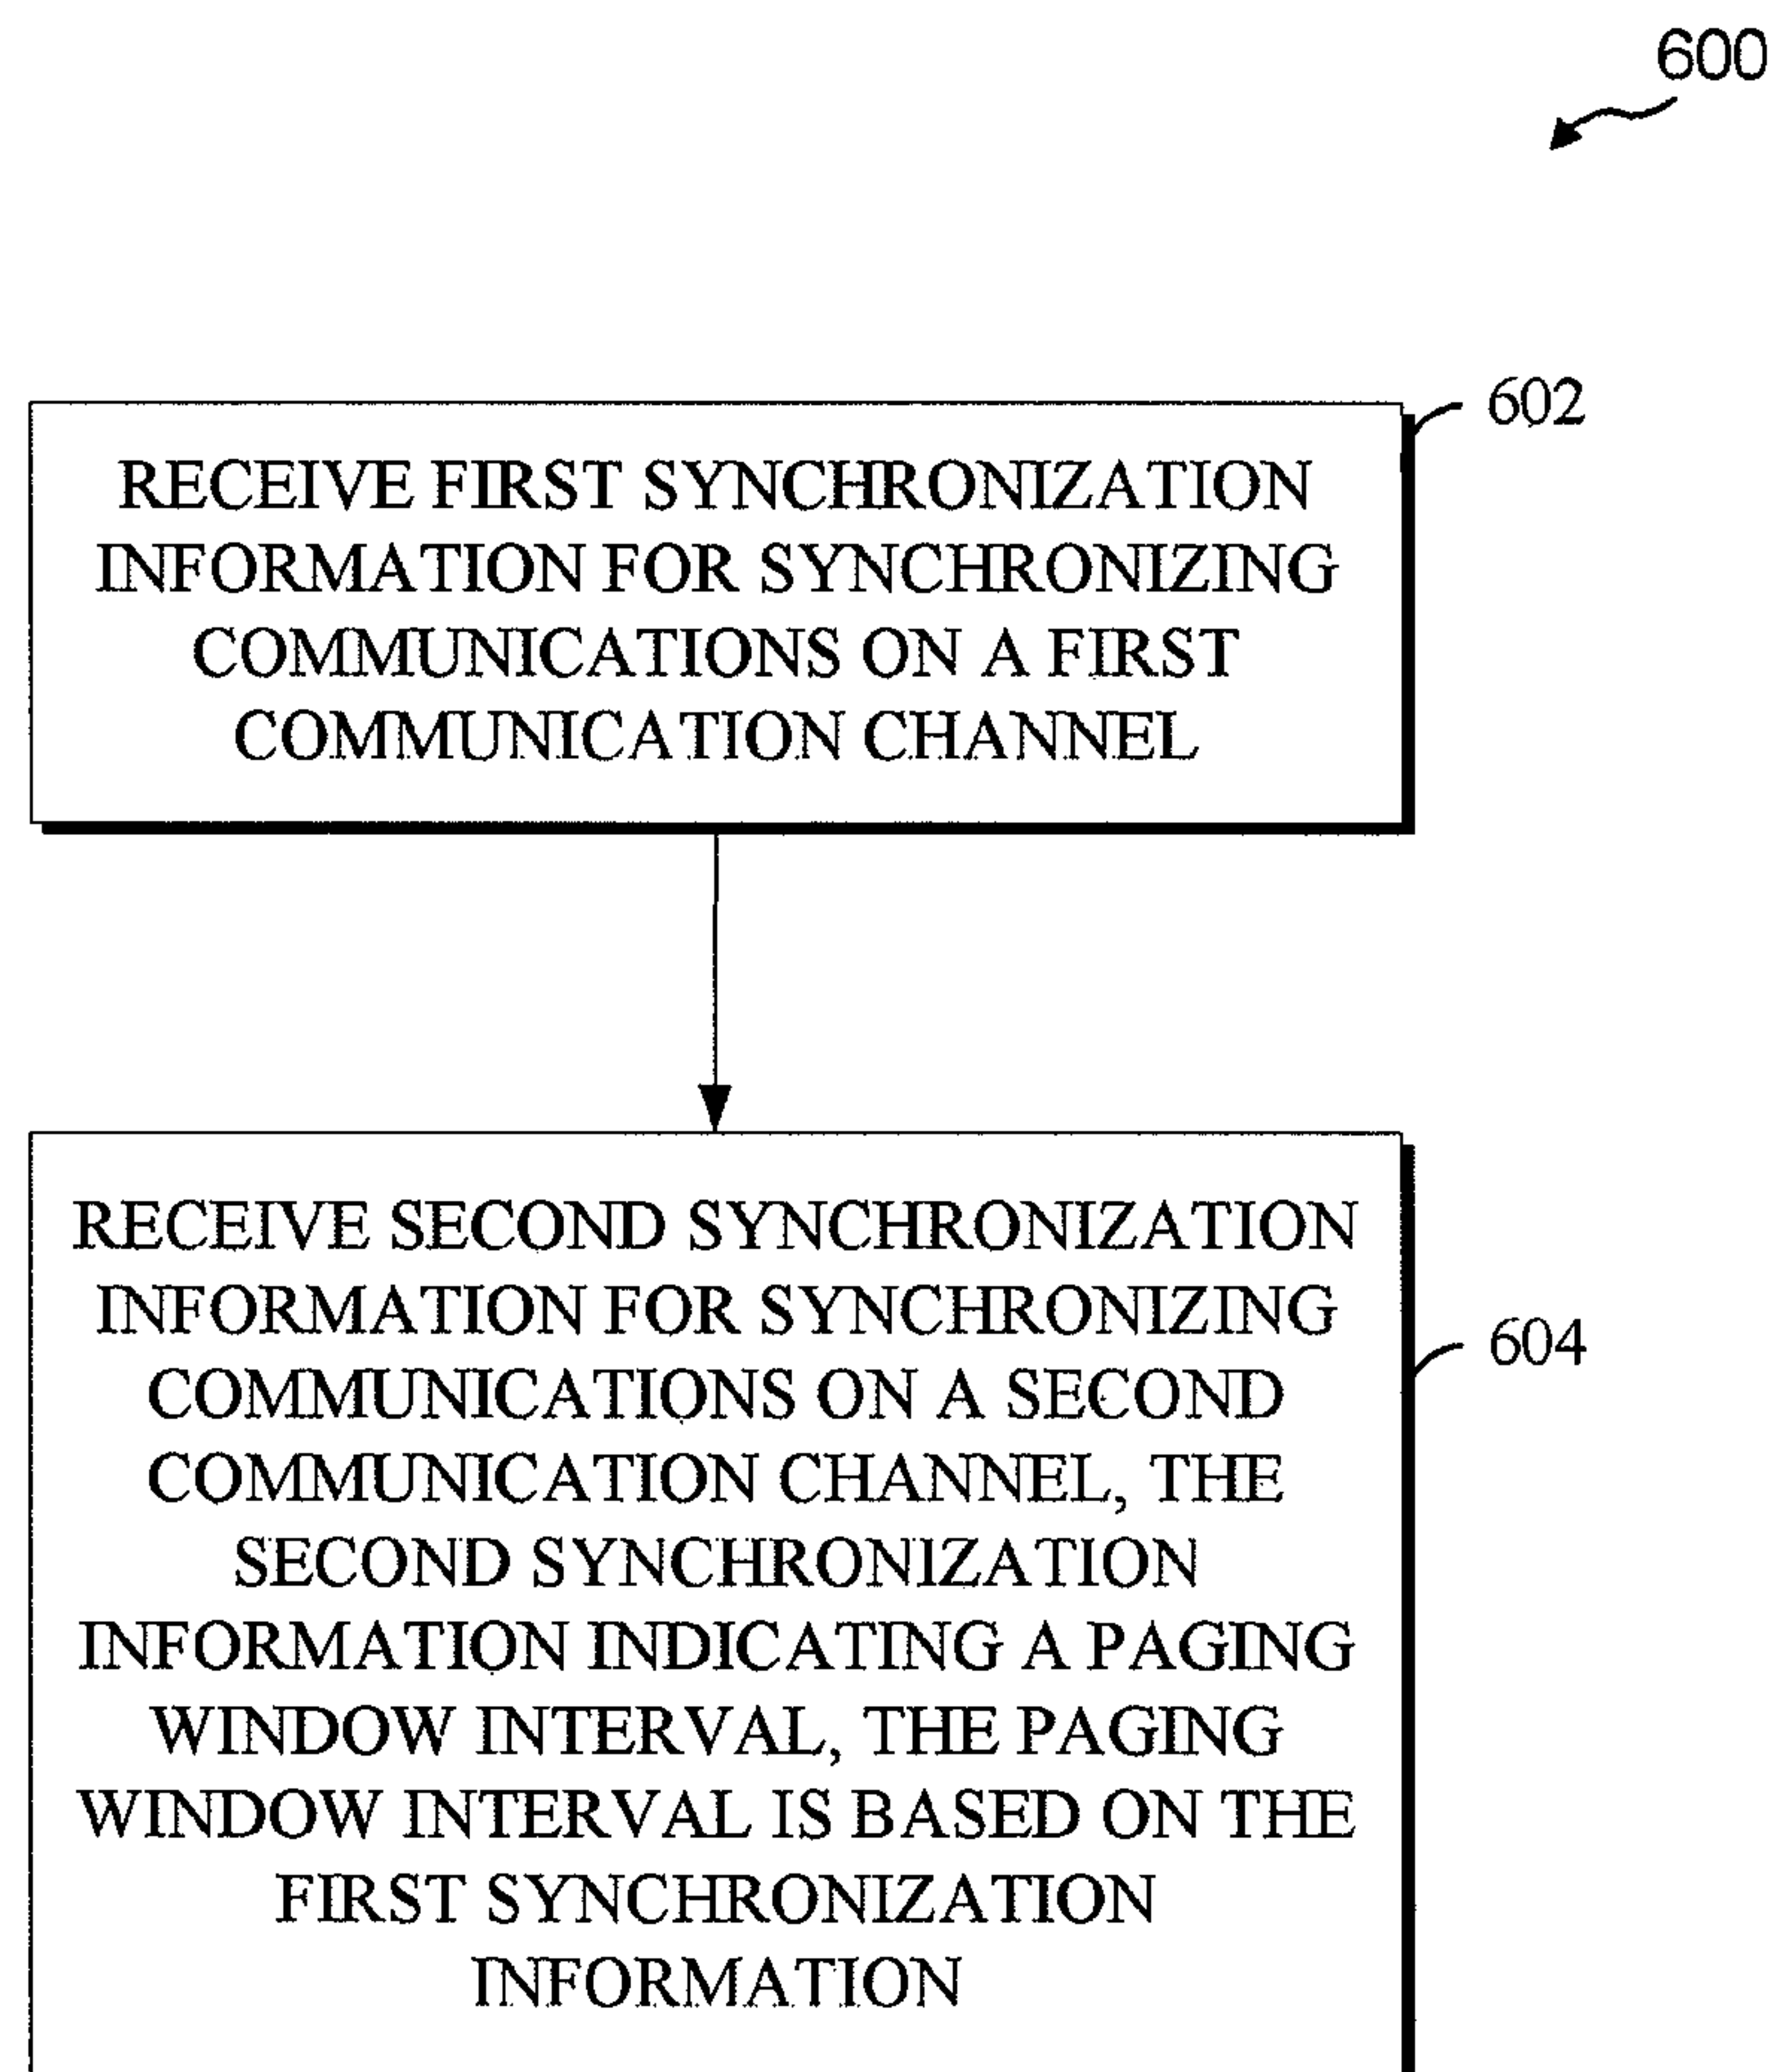 600
602
RECEIVE FIRST SYNCHRONIZATION
INFORMATION FOR SYNCHRONIZING
COMMUNICATIONS ON A FIRST
COMMUNICATION CHANNEL
RECEIVE SECOND SYNCHRONIZATION
INFORMATION FOR SYNCHRONIZING
604
COMMUNICATIONS ON A SECOND
COMMUNICATION CHANNEL, THE
SECOND SYNCHRONIZATION
INFORMATION INDICATING A PAGING
WINDOW INTERVAL, THE PAGING
WINDOW INTERVAL IS BASED ON THE
FIRST SYNCHRONIZATION
INFORMATION